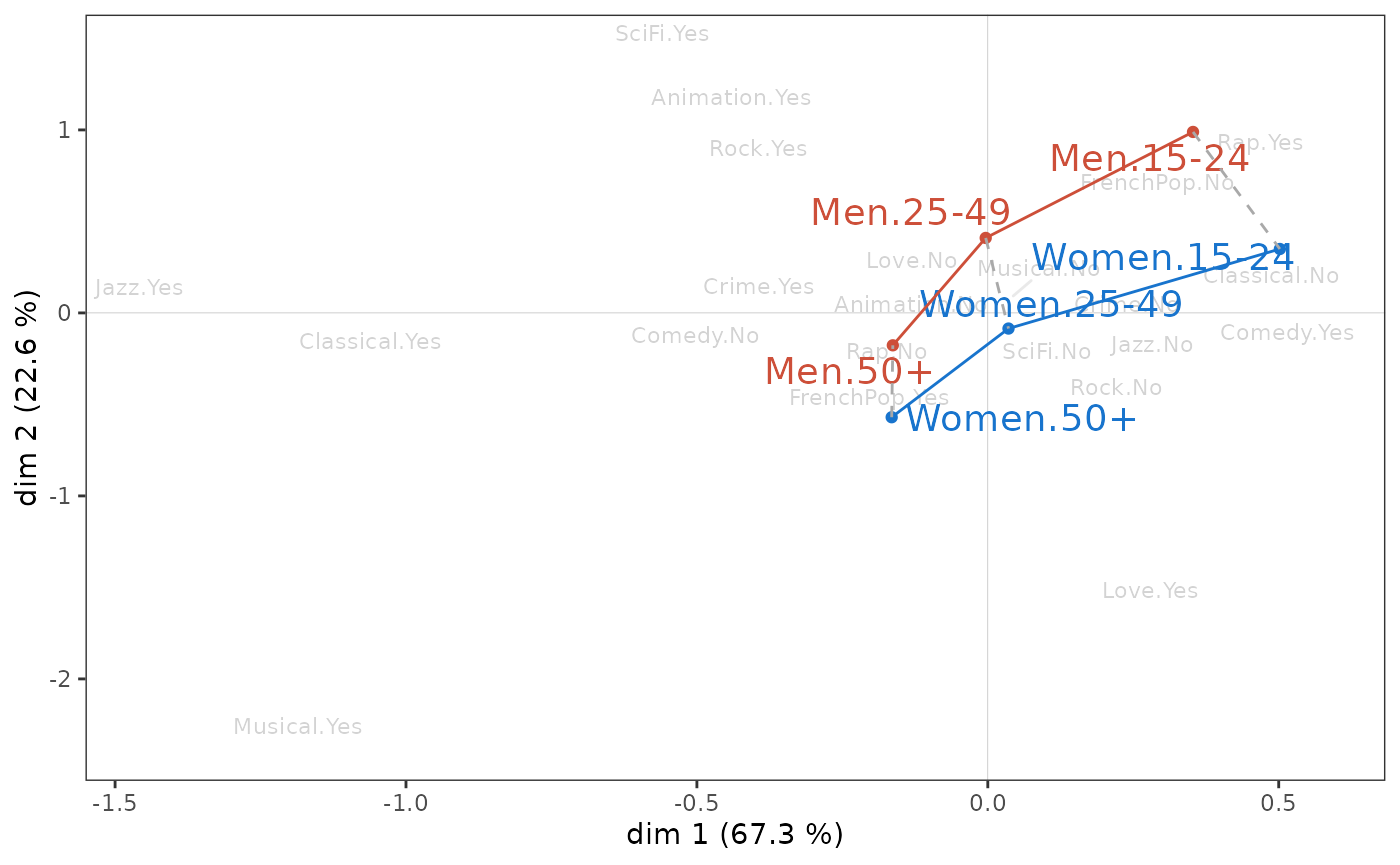 SciFi.Yes
Animation.Yes
1
Rap.Yes
Rock.Yes
Men.15-24
FrenchPop.No
Men.25-49
Women.15-24
Love.No
Musical.No
Classical.No
Jazz.Yes
Crime.Yes
Animation.No
Women.25-49
Crime.No
0
Comedy.No
Comedy.Yes
Classical.Yes
Rap.No
SciFi.No
Jazz.No
Men.50+
Rock.No
FrenchPop.Yes
Women.50+
-1
Love.Yes
-2
Musical.Yes
-1.5
-1.0
-0.5
0.0
0.5
dim 1 (67.3 %)
dim 2 (22.6 %)